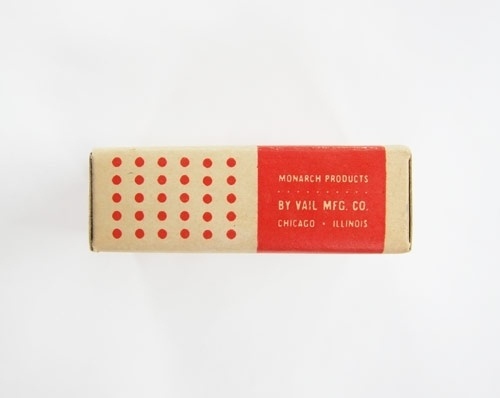 MONARCH PRODUCTS
BY VAIL MFG. CO.
CHICAGO • ILLINOIS